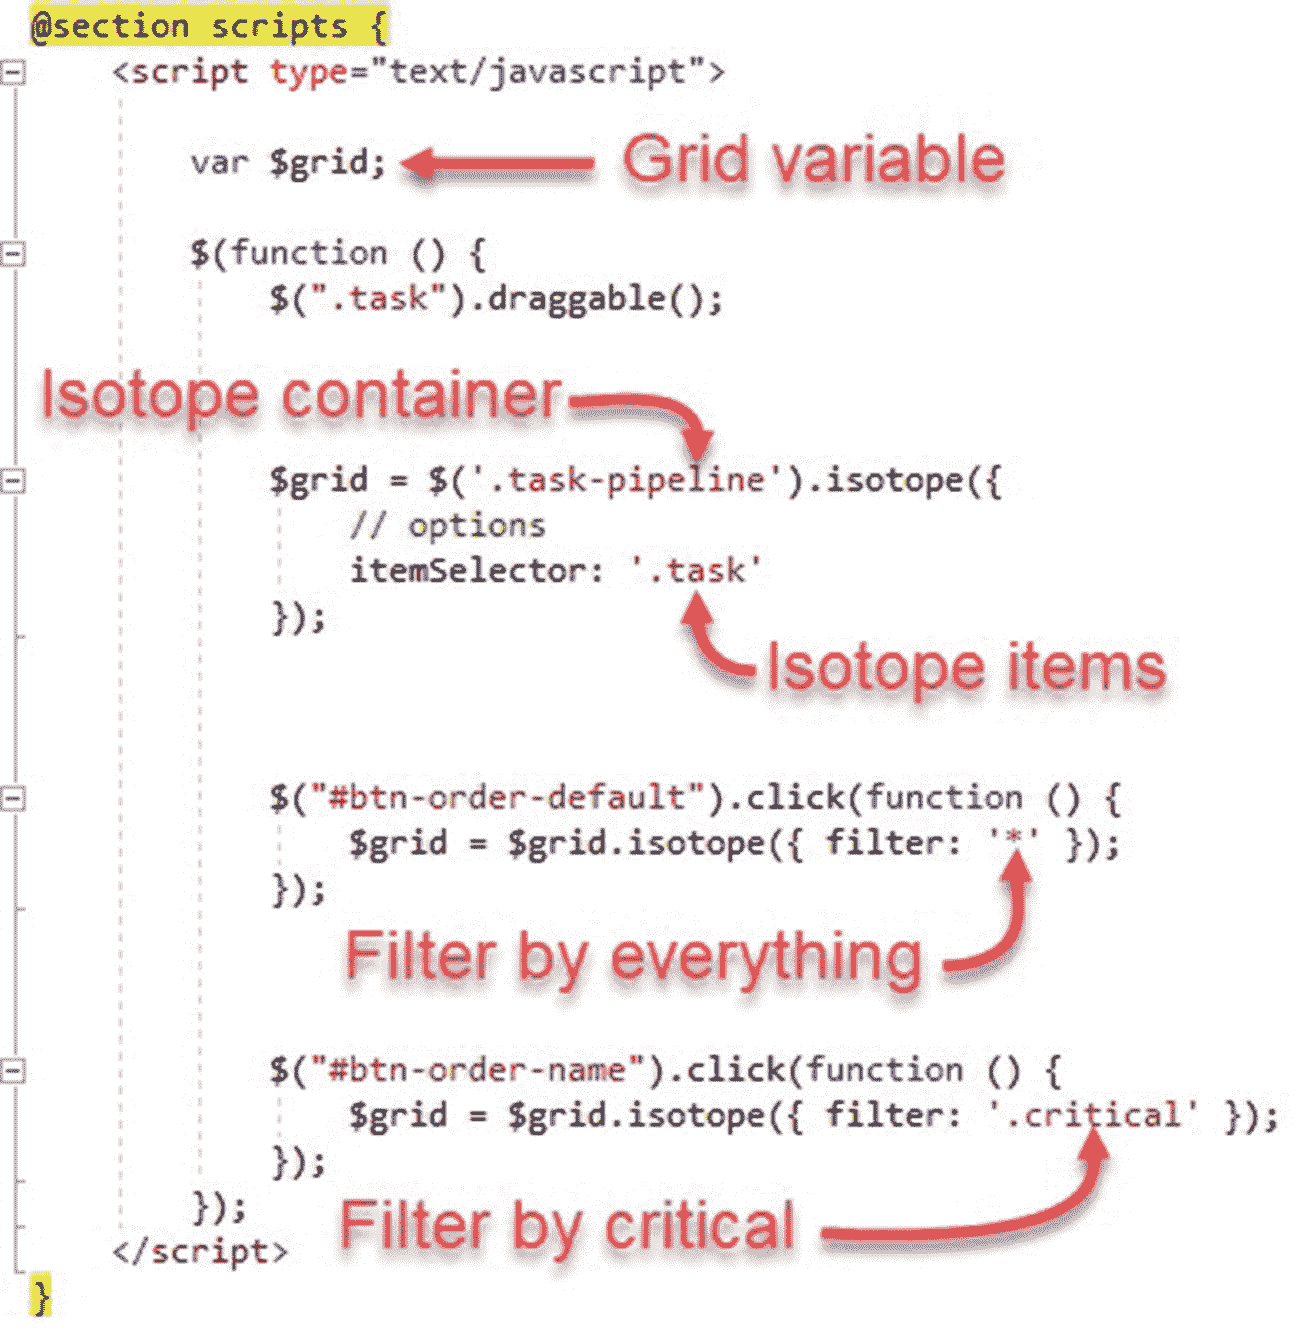 @section scripts {
<script type="text/javascript">
var $grid;
Grid variable
$(function () {
$(".task").draggable();
Isotope container
$grid = $('.task-pipeline').isotope({
// options
itemSelector: '.task'
});
Isotope items
$("#btn-order-default").click(function () {
$grid = $grid.isotope({ filter: '*' });
});
Filter by everything
$("#btn-order-name").click(function () {
$grid = $grid.isotope({ filter: '.critical' });
});
});
Filter by critical
</script>
}